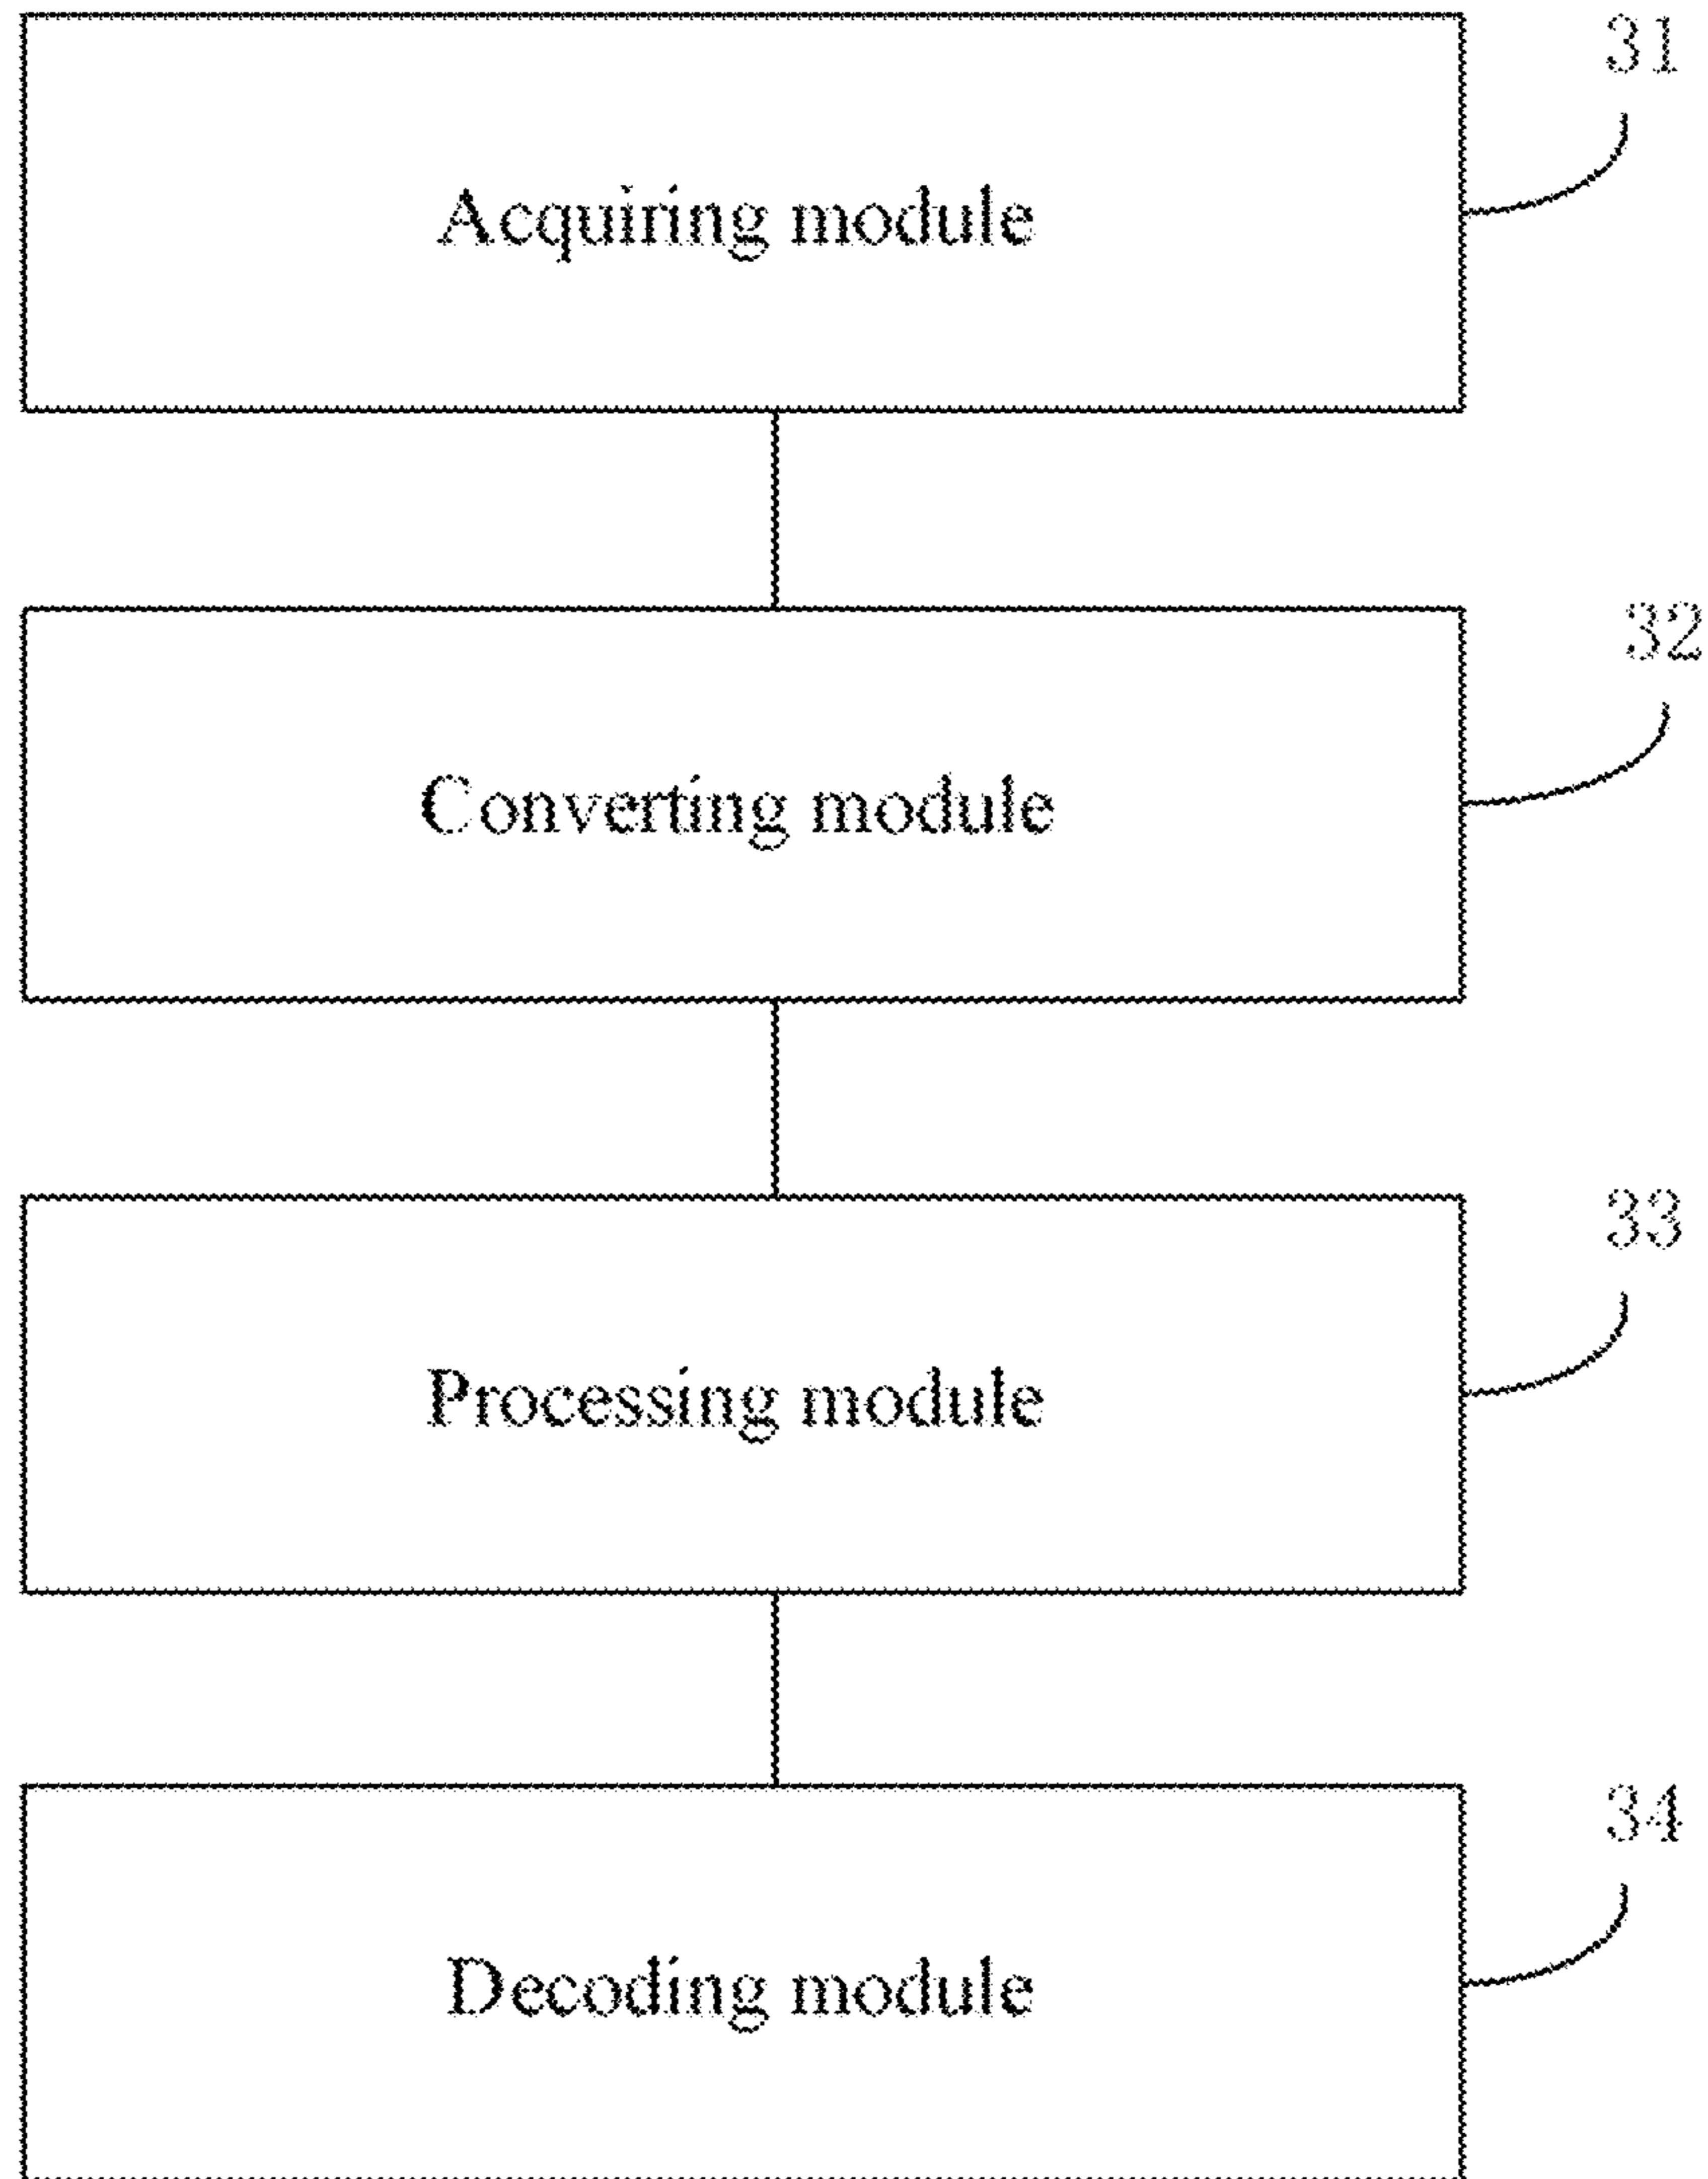 31
Acquiring module
32
Converting module
33
Processing module
34
Decoding module